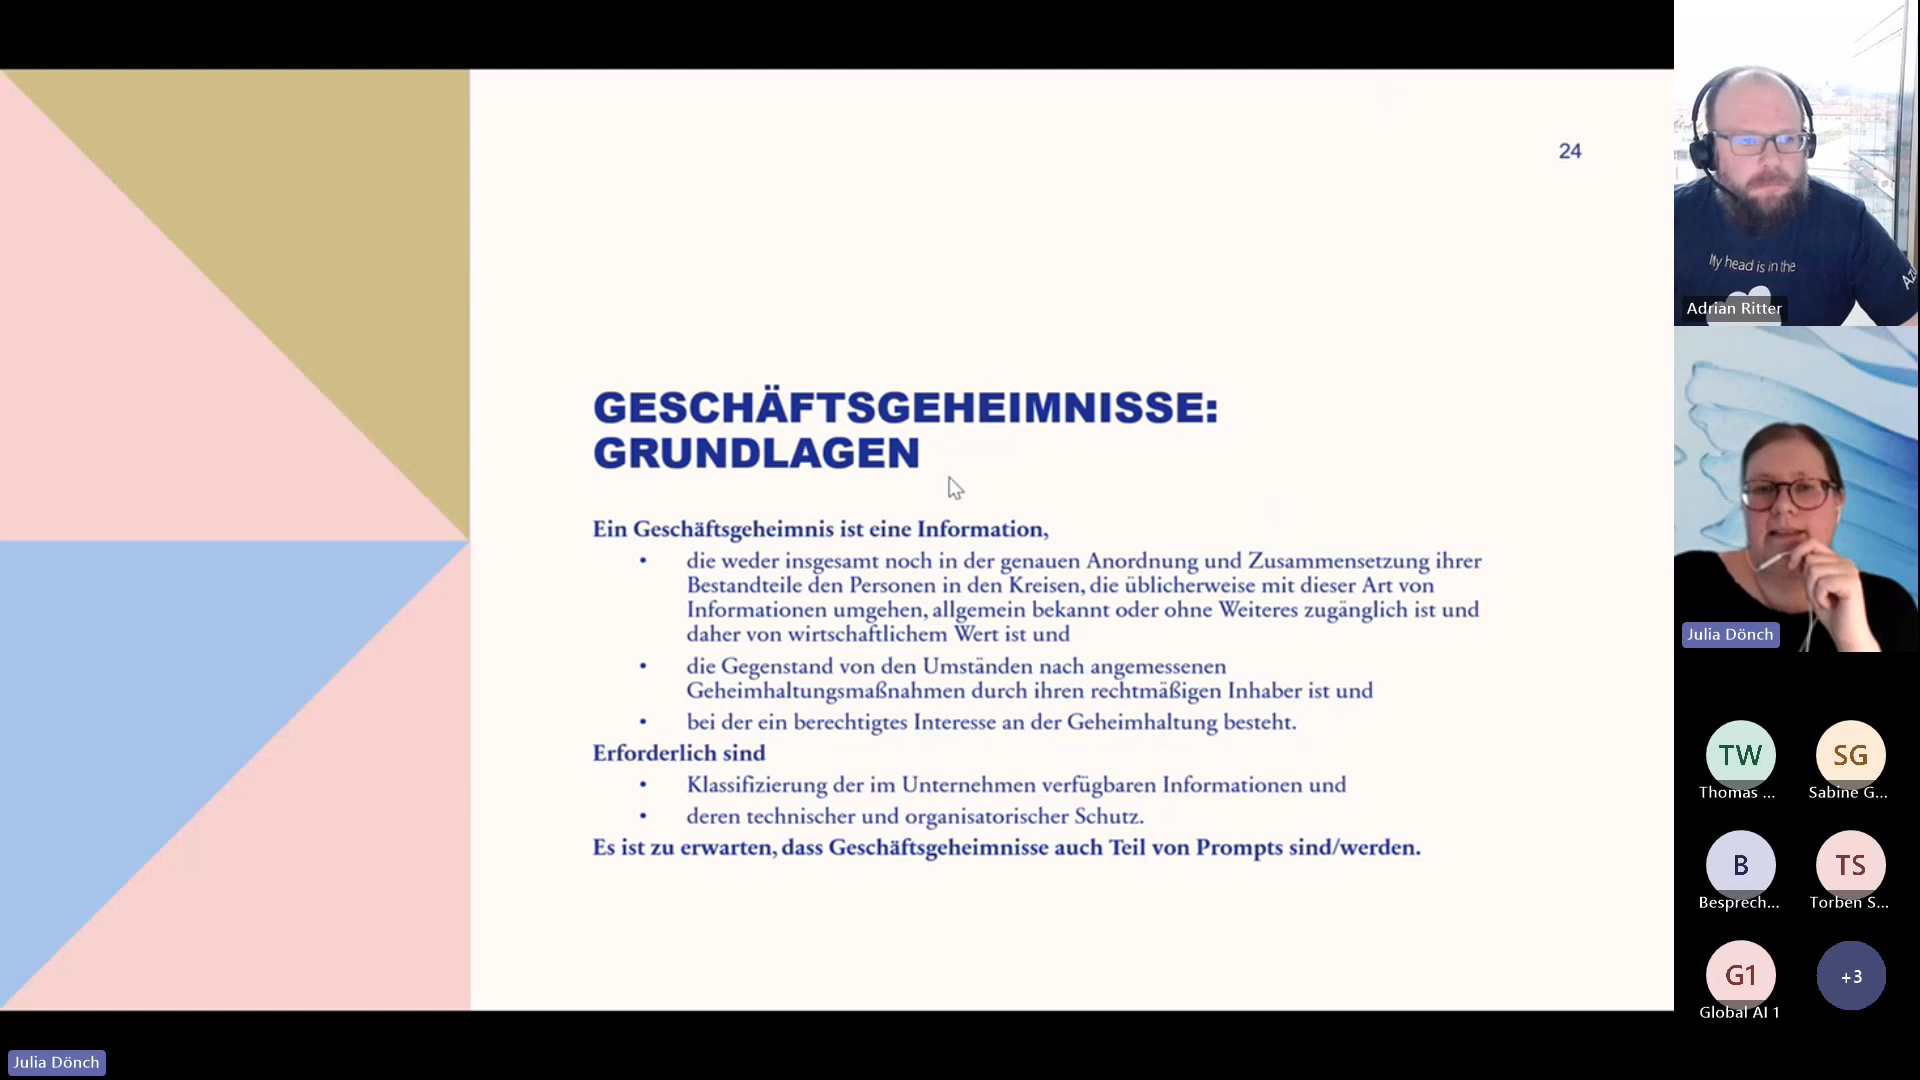 24
GESCHÄFTSGEHEIMNISSE:
GRUNDLAGEN
Ein Geschäftsgeheimnis ist eine Information,
• die weder insgesamt noch in der genauen Anordnung und Zusammensetzung ihrer
Bestandteile den Personen in den Kreisen, die üblicherweise mit dieser Art von
Informationen umgehen, allgemein bekannt oder ohne Weiteres zugänglich ist und
daher von wirtschaftlichem Wert ist und
• die Gegenstand von den Umständen nach angemessenen
Geheimhaltungsmaßnahmen durch ihren rechtmäßigen Inhaber ist und
• bei der ein berechtigtes Interesse an der Geheimhaltung besteht.
Erforderlich sind
• Klassifizierung der im Unternehmen verfügbaren Informationen und
• deren technischer und organisatorischer Schutz.
Es ist zu erwarten, dass Geschäftsgeheimnisse auch Teil von Prompts sind/werden.
My head is in the
Adrian Ritter
Julia Dönch
TW
Thomas ...
SG
Sabine G...
B
Besprech...
TS
Torben S...
G1
Global AI 1
+3
Julia Dönch